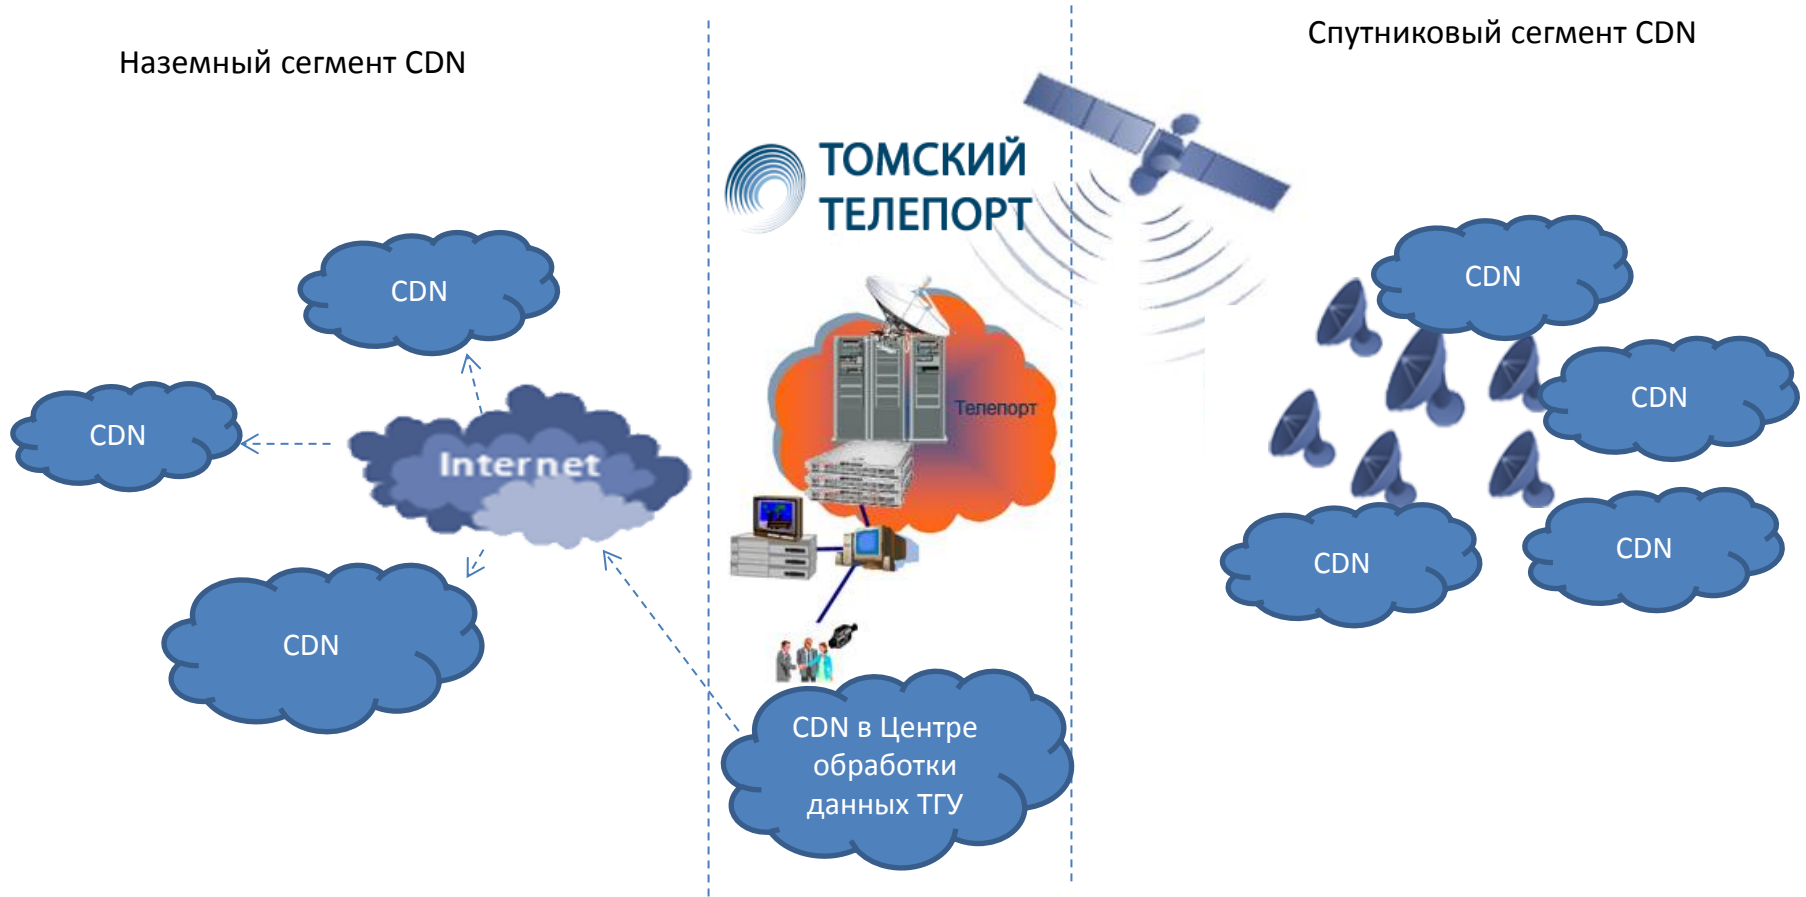 Наземный сегмент CDN
Спутниковый сегмент CDN
ТОМСКИЙ
ТЕЛЕПОРТ
CDN
CDN
Internet
CDN
Телепорт
CDN в Центре
обработки
данных ТГУ
CDN
CDN
CDN
CDN